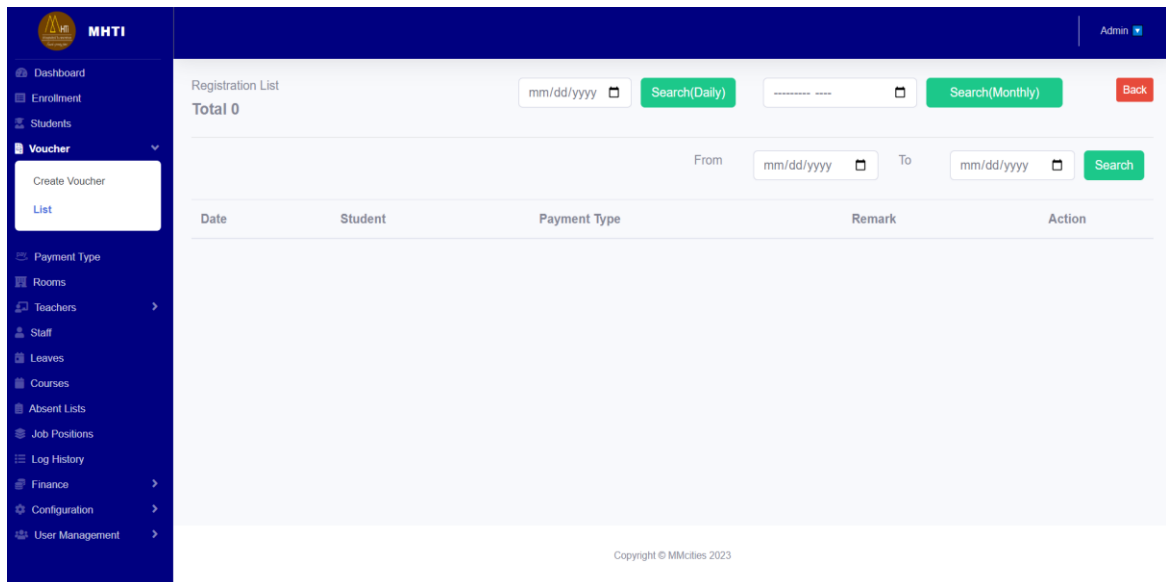 MHTI
MHTI
Admin
Dashboard
Enrollment
Students
Voucher
Create Voucher
List
Payment Type
Rooms
Teachers
Staff
Leaves
Courses
Absent Lists
Job Positions
Log History
Finance
Configuration
User Management
Registration List
Total 0
mm/dd/yyyy Search(Daily) --------- ---- Search(Monthly) Back
From mm/dd/yyyy To mm/dd/yyyy Search
Date Student Payment Type Remark Action
Copyright © MMcities 2023